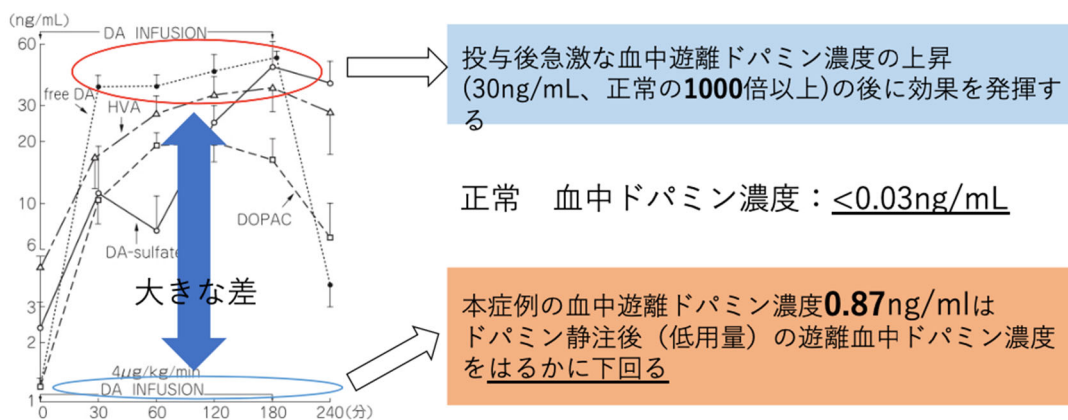 (ng/mL)
DA INFUSION
60
30
20
10
6
3
2
1
free DA
HVA
DOPAC
DA-sulfate
大きな差
4μg/kg/min
DA INFUSION
0 30 60 120 180 240(分)
投与後急激な血中遊離ドパミン濃度の上昇
(30ng/mL、正常の1000倍以上)の後に効果を発揮す
る
正常 血中ドパミン濃度：<0.03ng/mL
本症例の血中遊離ドパミン濃度0.87ng/mlは
ドパミン静注後（低用量）の遊離血中ドパミン濃度
をはるかに下回る